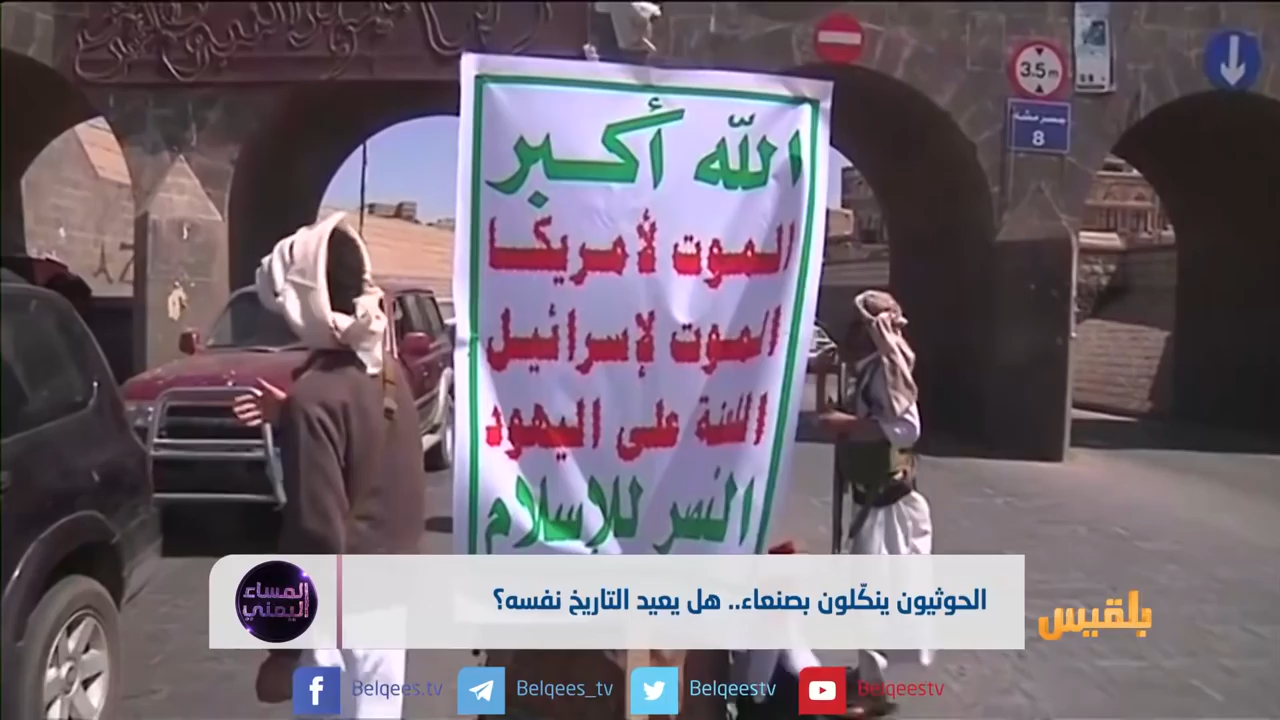 3.5 m
8
الله أكبر
الموت لأمريكا
الموت لإسرائيل
اللعنة على اليهود
النصر للإسلام
الحوثيون ينكّلون بصنعاء.. هل يعيد التاريخ نفسه؟
المساء
اليمني
بلقيس
Belqees.tv
Belqees_tv
Belqeestv
Belqeestv